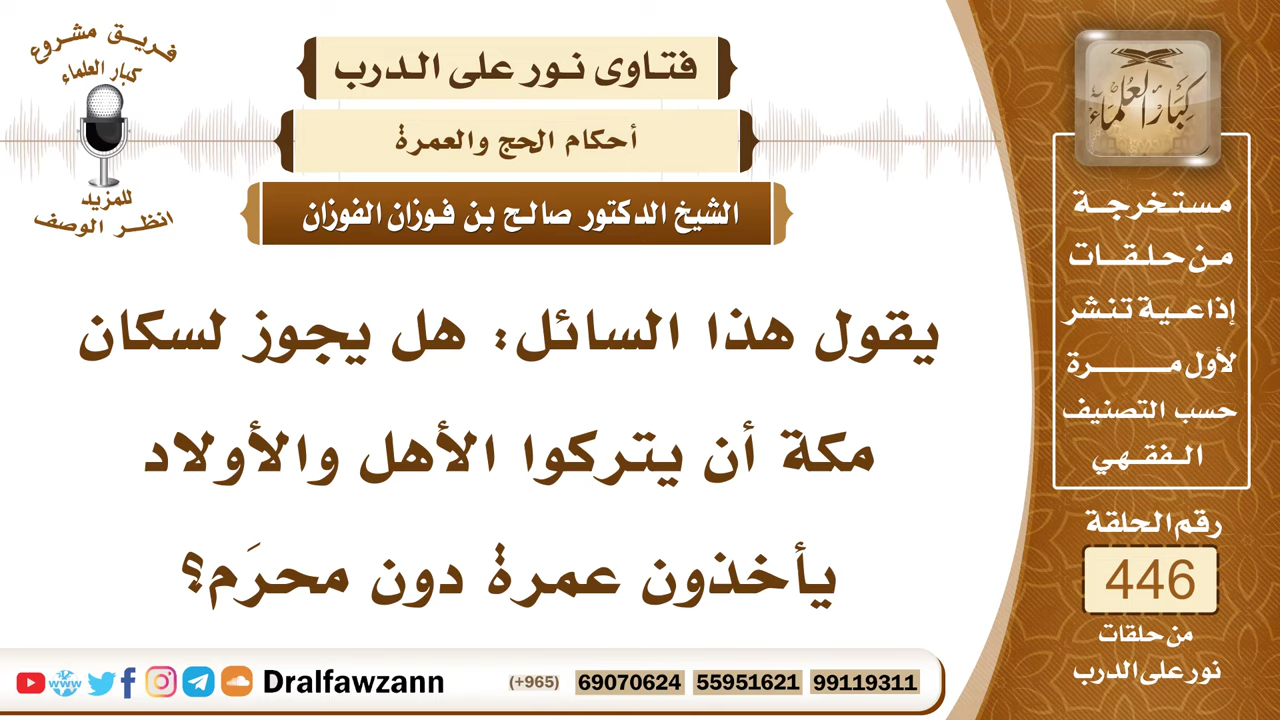 فريق مشروع
كبار العلماء
للمزيد
انظر الوصف
فتاوى نور على الدرب
أحكام الحج والعمرة
الشيخ الدكتور صالح بن فوزان الفوزان
يقول هذا السائل: هل يجوز لسكان
مكة أن يتركوا الأهل والأولاد
يأخذون عمرة دون محرَم؟
كبار العلماء
مستخرجة
من حلقات
إذاعية تنشر
لأول مرة
حسب التصنيف
الفقهي
رقم الحلقة
446
من حلقات
نور على الدرب
www
Dralfawzann
(+965) 69070624 55951621 99119311